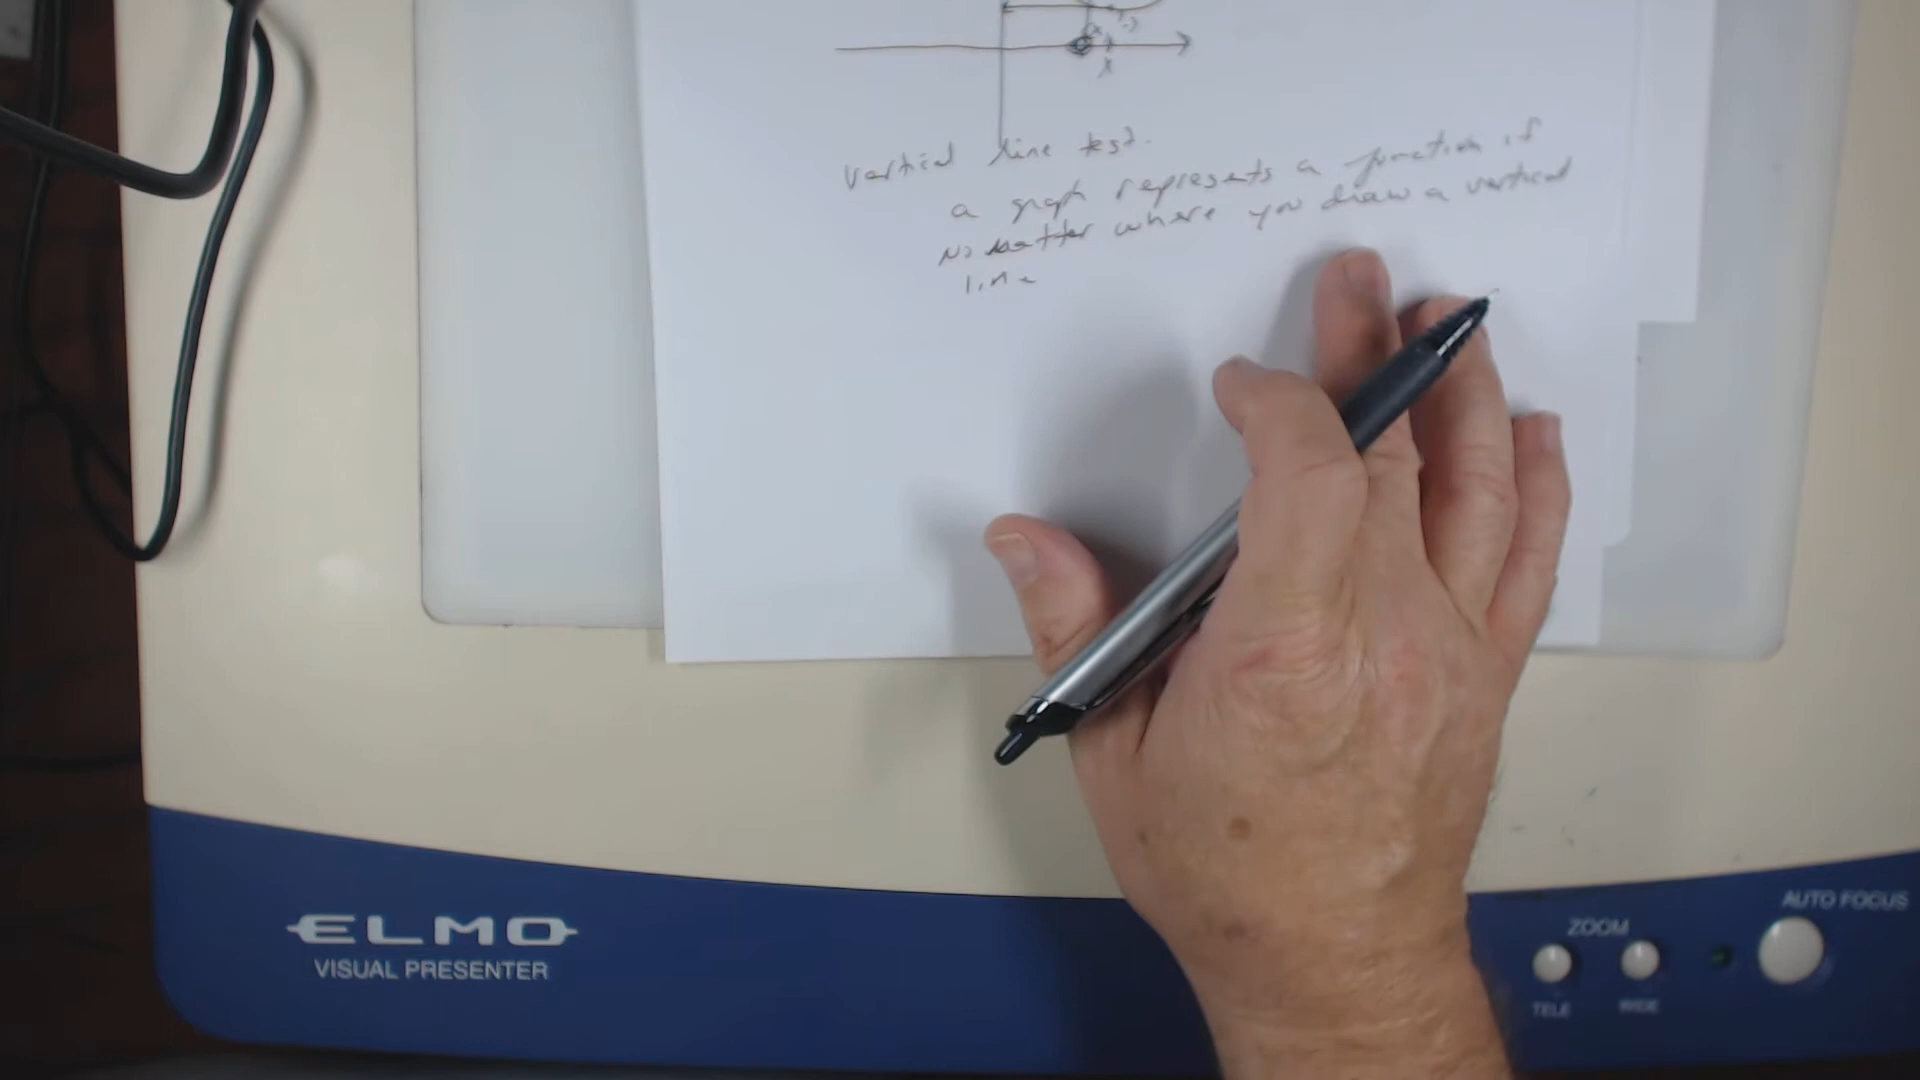 x
Vertical line test.
a graph represents a function if
no matter where you draw a vertical
line
ELMO
VISUAL PRESENTER
ZOOM
TELE
WIDE
AUTO FOCUS